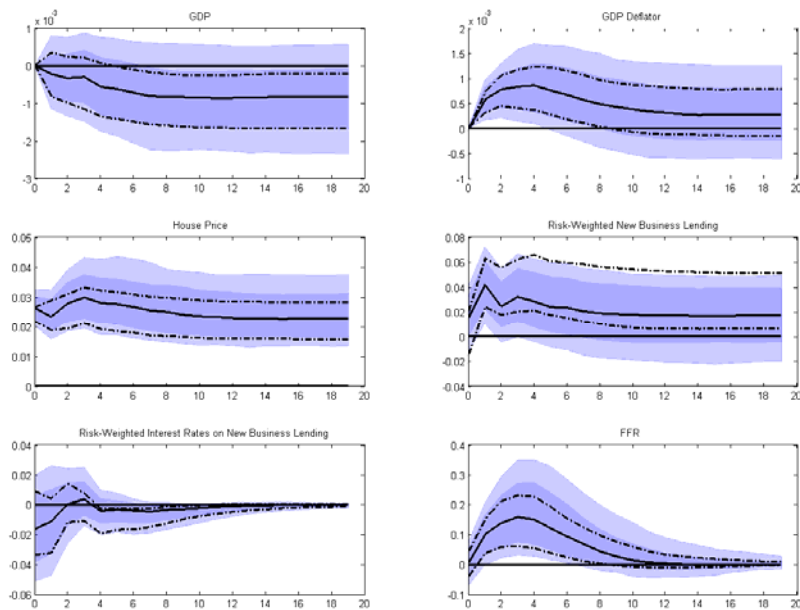 GDP
x 10⁻³
1
0
-1
-2
-3
0 2 4 6 8 10 12 14 16 18 20
GDP Deflator
x 10⁻³
2
1.5
1
0.5
0
-0.5
-1
0 2 4 6 8 10 12 14 16 18 20
House Price
0.05
0.04
0.03
0.02
0.01
0
0 2 4 6 8 10 12 14 16 18 20
Risk-Weighted New Business Lending
0.08
0.06
0.04
0.02
0
-0.02
-0.04
0 2 4 6 8 10 12 14 16 18 20
Risk-Weighted Interest Rates on New Business Lending
0.04
0.02
0
-0.02
-0.04
-0.06
0 2 4 6 8 10 12 14 16 18 20
FFR
0.4
0.3
0.2
0.1
0
-0.1
0 2 4 6 8 10 12 14 16 18 20